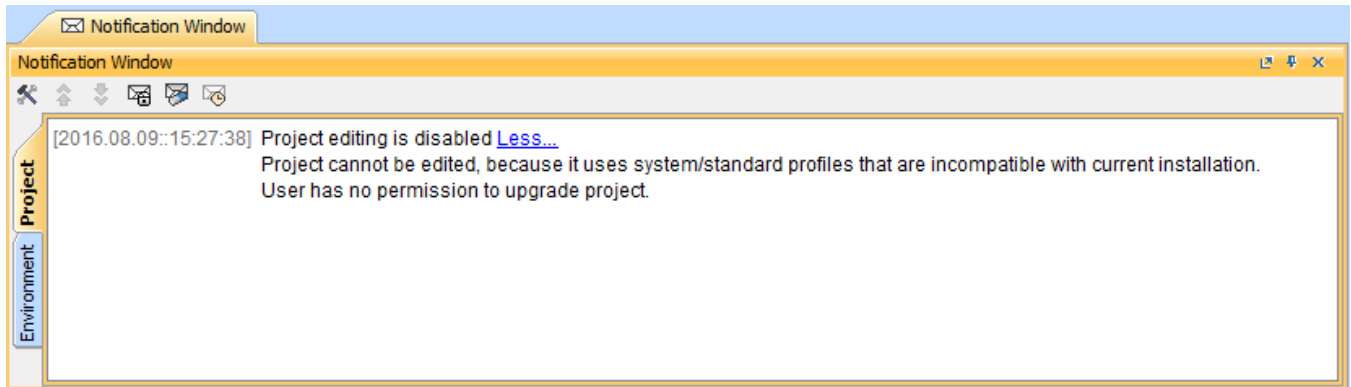 Notification Window
Notification Window
[2016.08.09::15:27:38] Project editing is disabled Less...
Project cannot be edited, because it uses system/standard profiles that are incompatible with current installation.
User has no permission to upgrade project.
Project
Environment